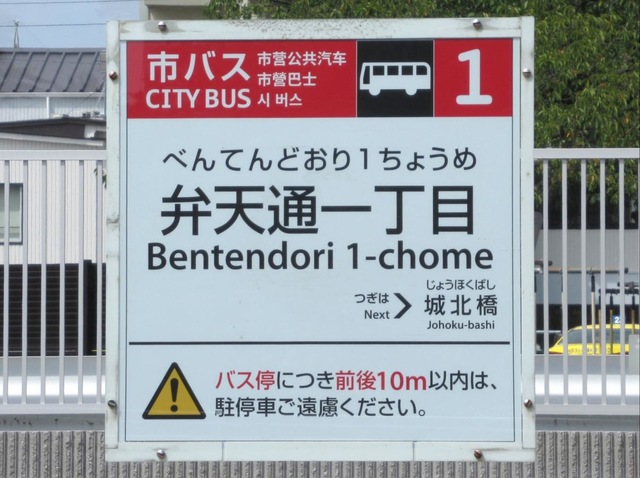 市バス
CITY BUS
市营公共汽车
市營巴士
시 버스
1
べんてんどおり1ちょうめ
弁天通一丁目
Bentendori 1-chome
つぎは
Next
じょうほくばし
城北橋
Johoku-bashi
バス停につき前後10m以内は、
駐停車ご遠慮ください。